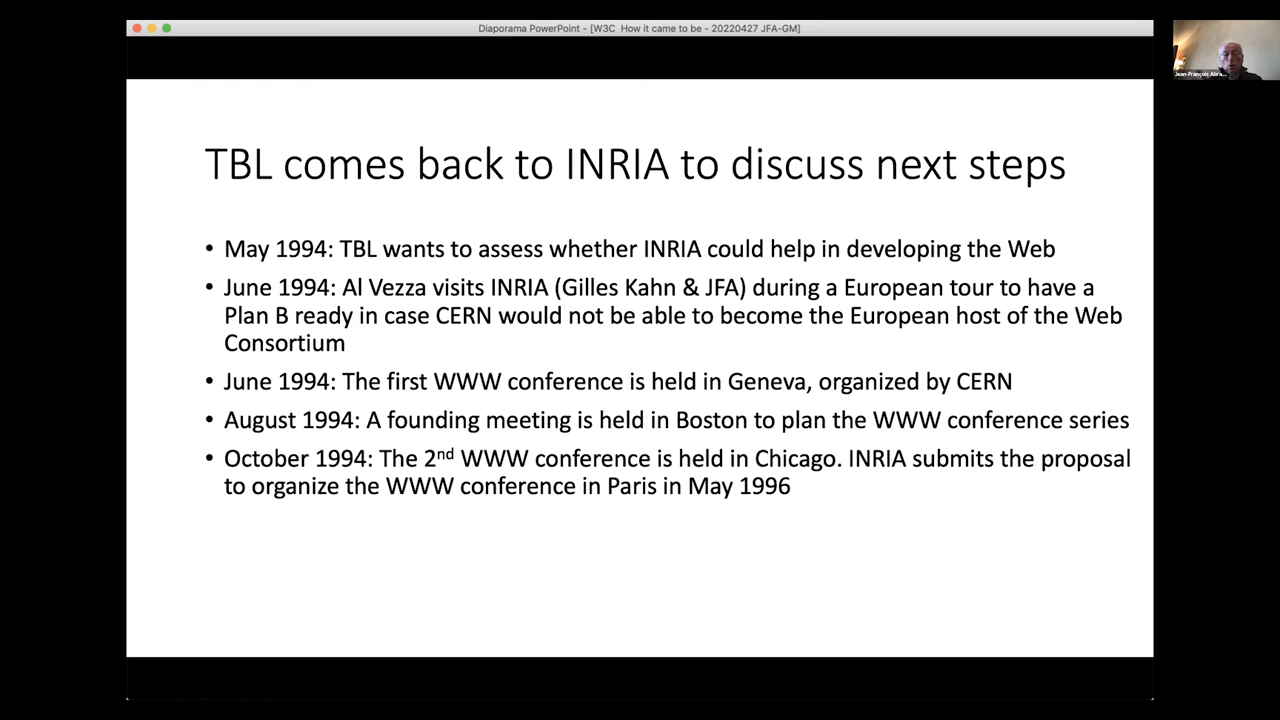 Diaporama PowerPoint - [W3C How it came to be - 20220427 JFA-GM]
Jean-François Abra...
TBL comes back to INRIA to discuss next steps
• May 1994: TBL wants to assess whether INRIA could help in developing the Web
• June 1994: Al Vezza visits INRIA (Gilles Kahn & JFA) during a European tour to have a
Plan B ready in case CERN would not be able to become the European host of the Web
Consortium
• June 1994: The first WWW conference is held in Geneva, organized by CERN
• August 1994: A founding meeting is held in Boston to plan the WWW conference series
• October 1994: The 2nd WWW conference is held in Chicago. INRIA submits the proposal
to organize the WWW conference in Paris in May 1996